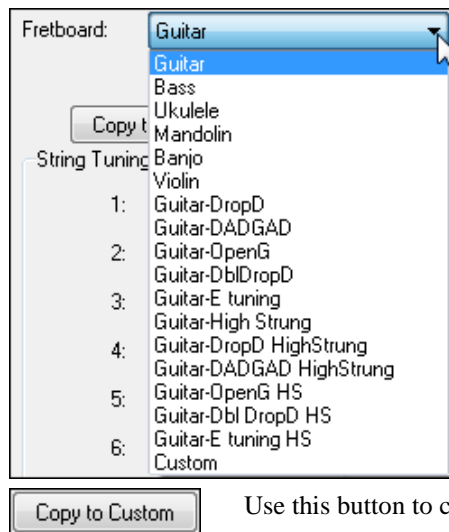 Fretboard: Guitar
Guitar
Bass
Ukulele
Copy t Mandolin
String Tuning Banjo
Violin
1: Guitar-DropD
Guitar-DADGAD
2: Guitar-OpenG
Guitar-DblDropD
3: Guitar-E tuning
Guitar-High Strung
4: Guitar-DropD HighStrung
Guitar-DADGAD HighStrung
5: Guitar-OpenG HS
Guitar-Dbl DropD HS
6: Guitar-E tuning HS
Custom
Copy to Custom Use this button to c